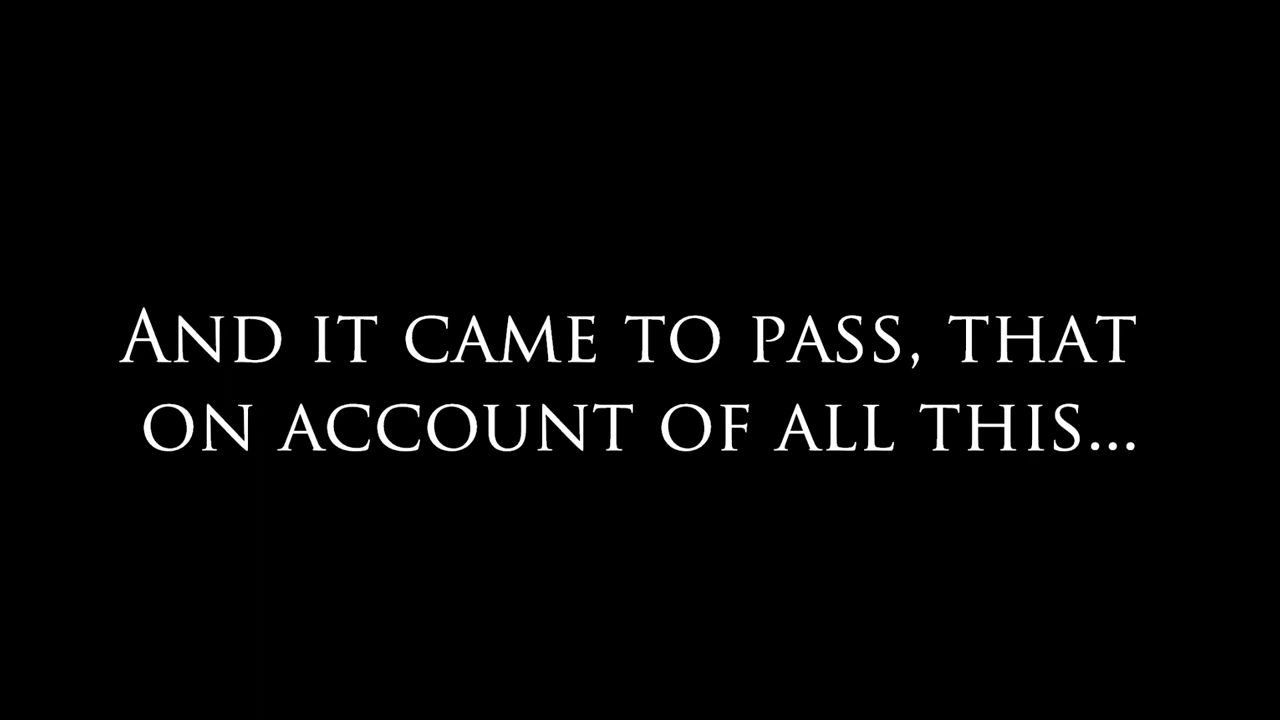 And it came to pass, that
on account of all this...